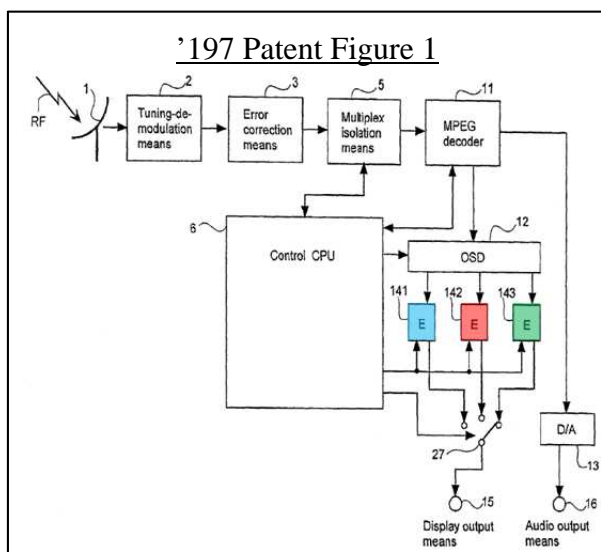 ’197 Patent Figure 1
RF
1
2
3
5
11
Tuning-de-
modulation
means
Error
correction
means
Multiplex
isolation
means
MPEG
decoder
6
Control CPU
12
OSD
141
E
142
E
143
E
27
D/A
13
15
16
Display output
means
Audio output
means